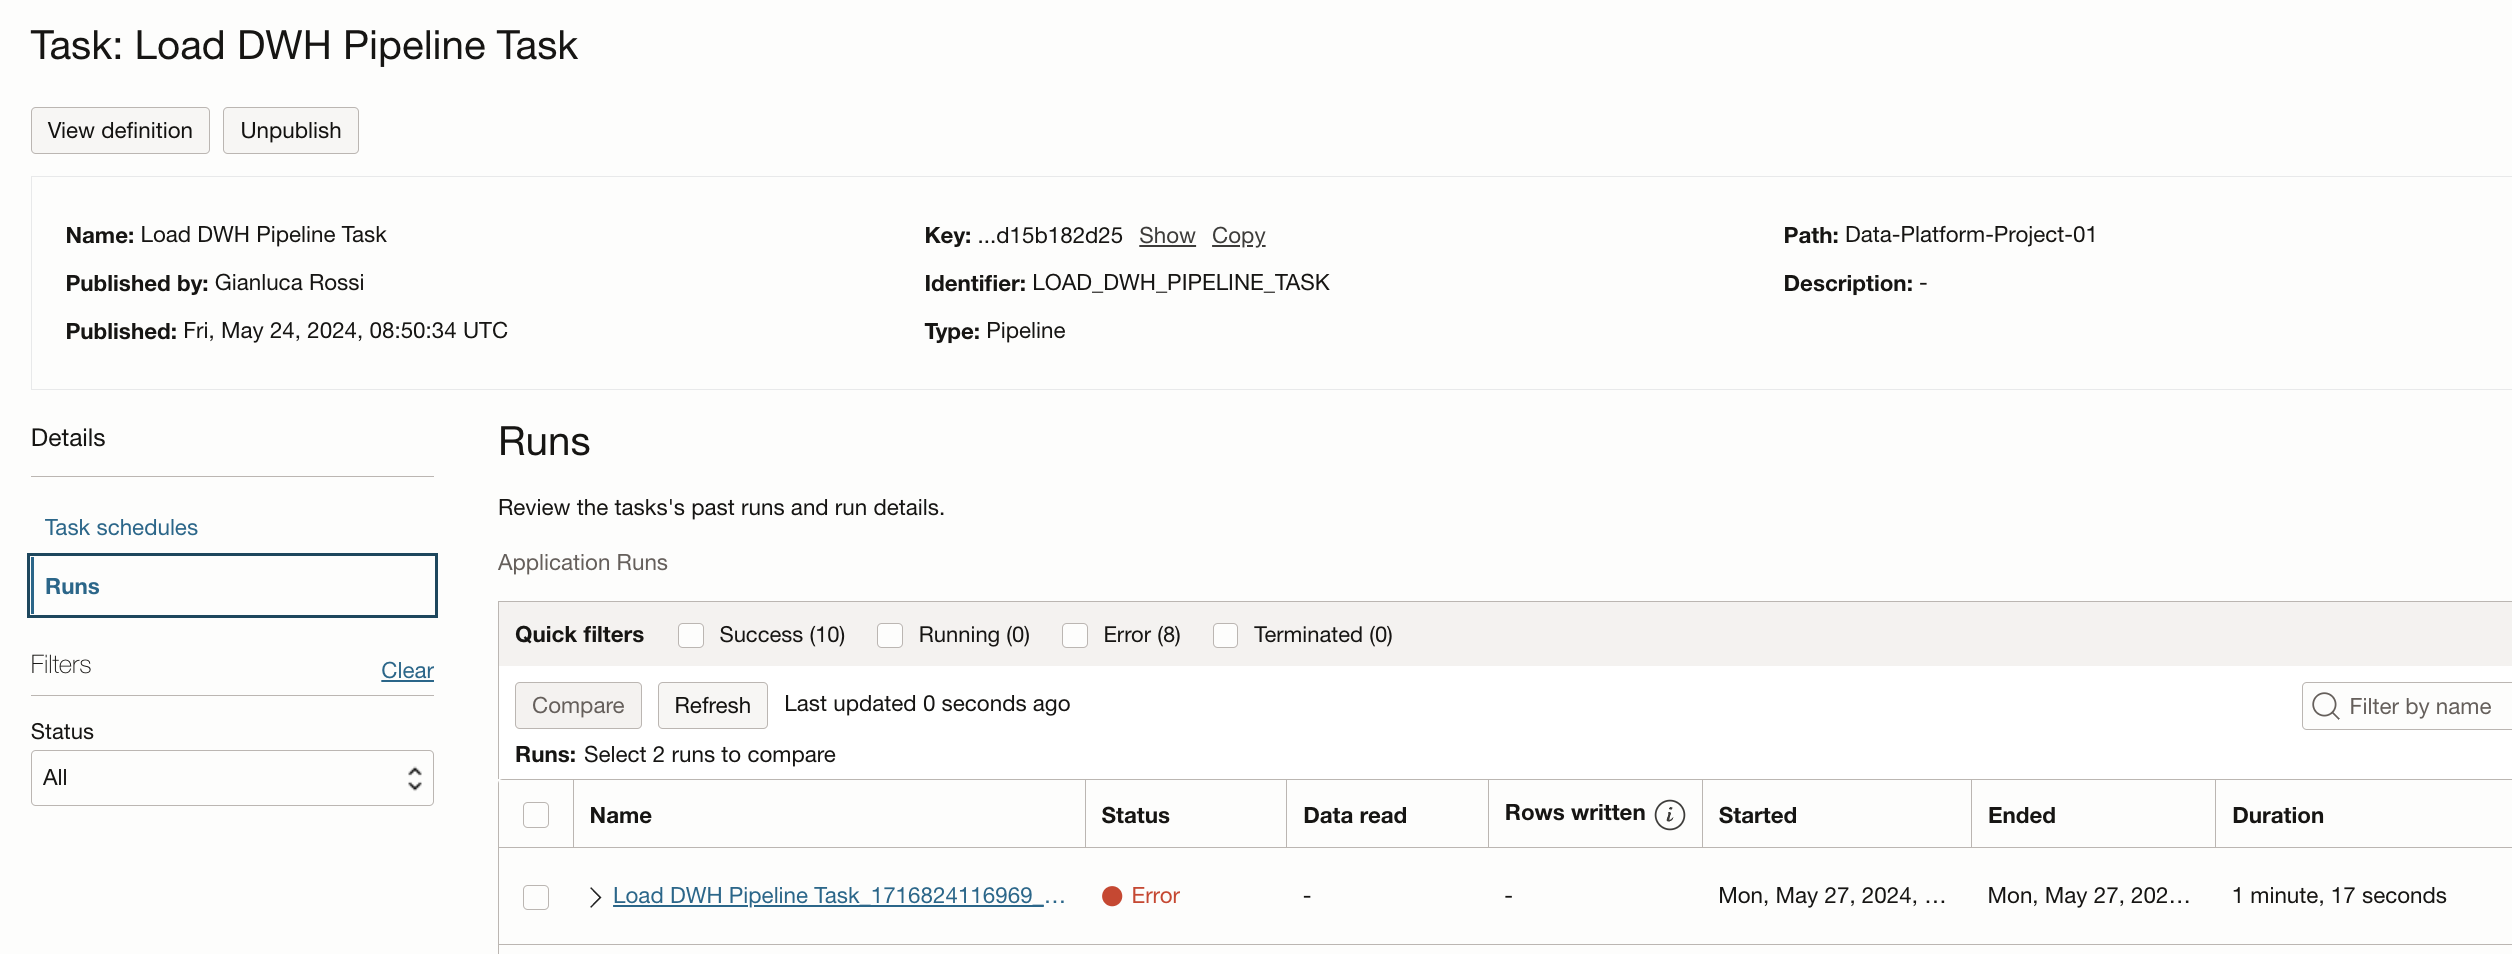 Task: Load DWH Pipeline Task
View definition Unpublish
Name: Load DWH Pipeline Task Key: ...d15b182d25 Show Copy Path: Data-Platform-Project-01
Published by: Gianluca Rossi Identifier: LOAD_DWH_PIPELINE_TASK Description: -
Published: Fri, May 24, 2024, 08:50:34 UTC Type: Pipeline
Details
Task schedules
Runs
Filters Clear
Status
All
Runs
Review the tasks's past runs and run details.
Application Runs
Quick filters Success (10) Running (0) Error (8) Terminated (0)
Compare Refresh Last updated 0 seconds ago Filter by name
Runs: Select 2 runs to compare
Name Status Data read Rows written i Started Ended Duration
Load DWH Pipeline Task_1716824116969_... Error - - Mon, May 27, 2024, ... Mon, May 27, 202... 1 minute, 17 seconds